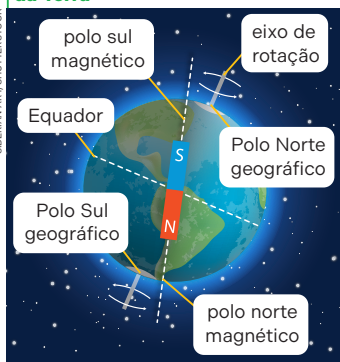 da Terra
polo sul
magnético
eixo de
rotação
Equador
Polo Norte
geográfico
S
Polo Sul
geográfico
N
polo norte
magnético